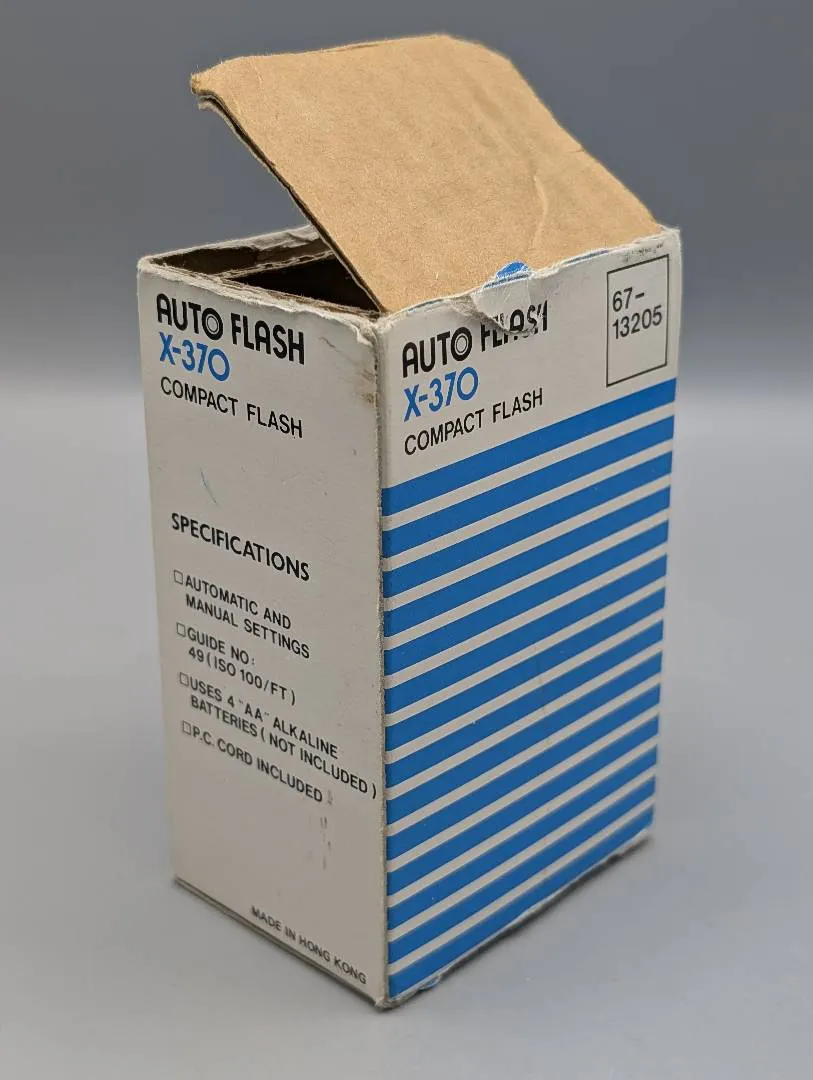 AUTO FLASH
X-370
COMPACT FLASH
SPECIFICATIONS
□AUTOMATIC AND
MANUAL SETTINGS
□GUIDE NO:
49 (ISO 100/FT)
□USES 4 "AA" ALKALINE
BATTERIES (NOT INCLUDED)
□P.C. CORD INCLUDED
MADE IN HONG KONG
AUTO FLASH
X-370
COMPACT FLASH
67-
13205